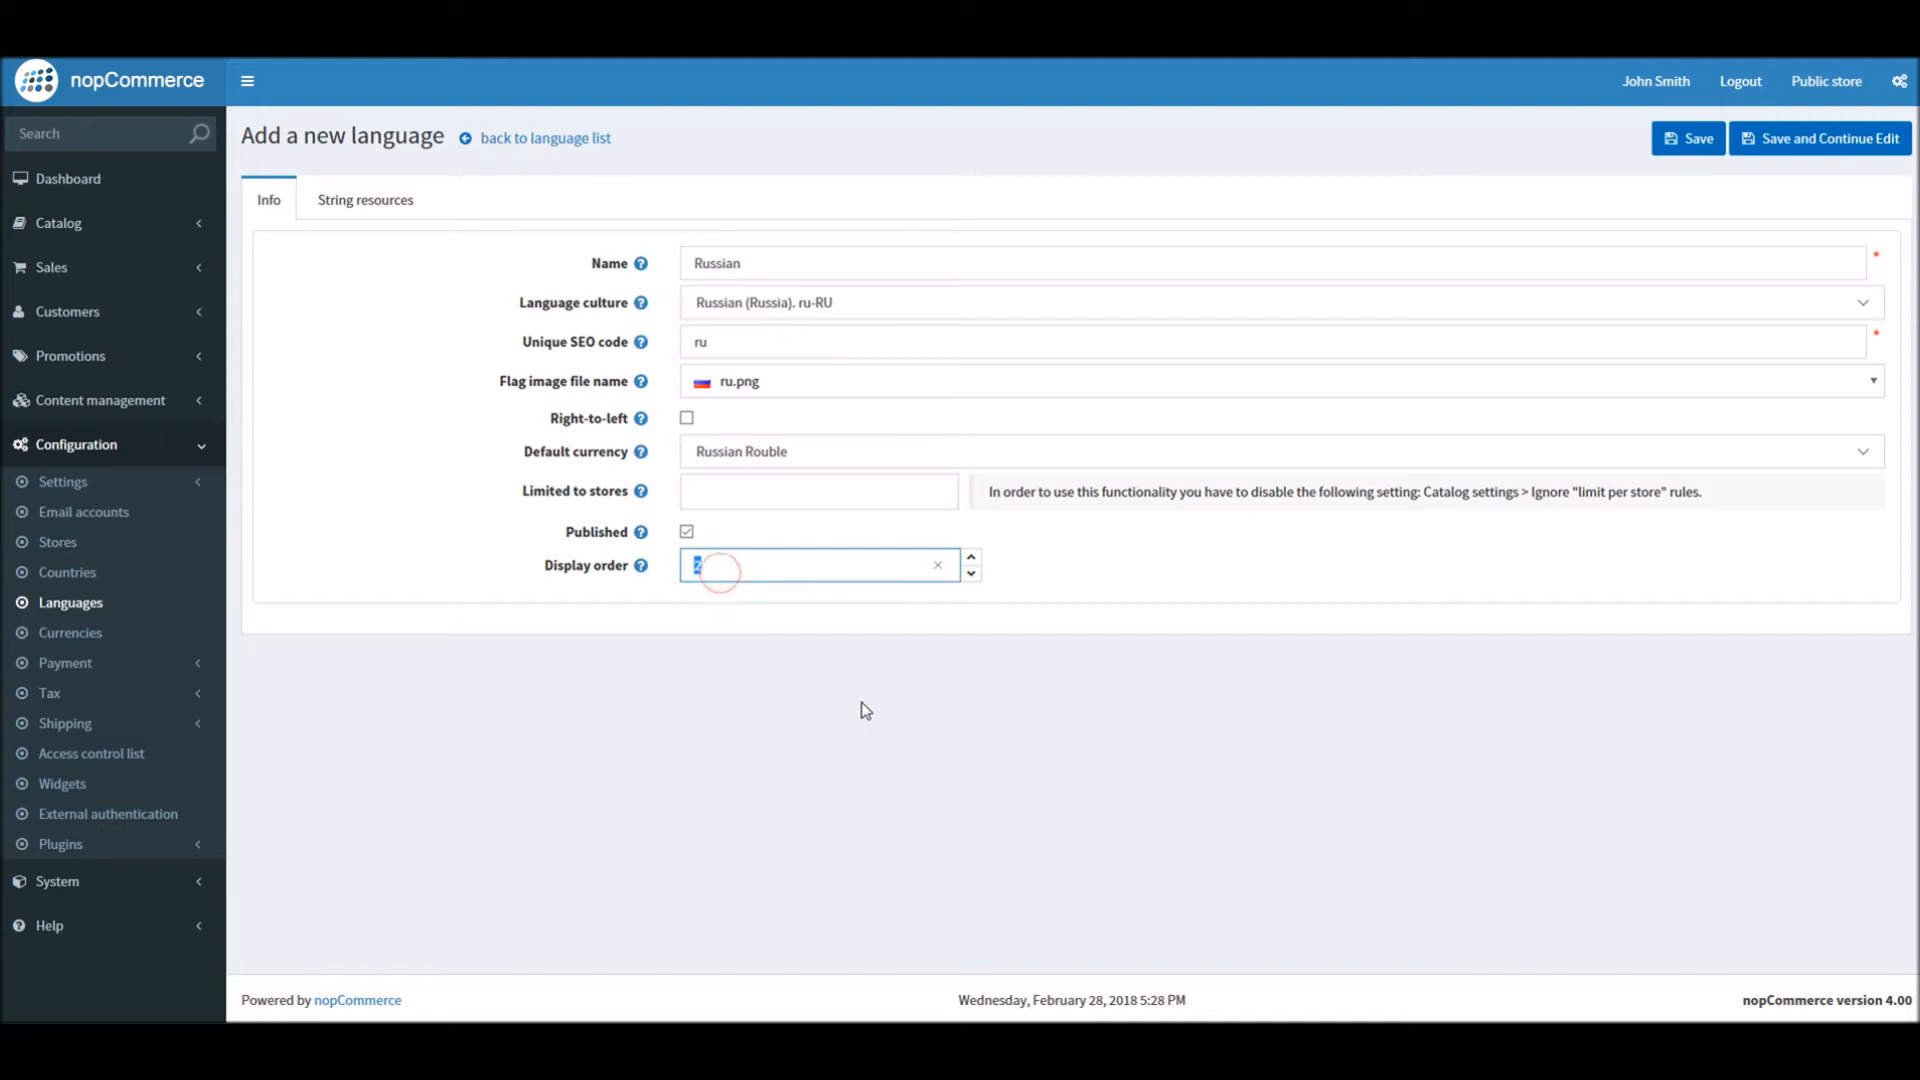 nopCommerce
John Smith
Logout
Public store
Search
Dashboard
Catalog
Sales
Customers
Promotions
Content management
Configuration
Settings
Email accounts
Stores
Countries
Languages
Currencies
Payment
Tax
Shipping
Access control list
Widgets
External authentication
Plugins
System
Help
Add a new language
back to language list
Save
Save and Continue Edit
Info
String resources
Name
Russian
*
Language culture
Russian (Russia). ru-RU
Unique SEO code
ru
*
Flag image file name
ru.png
Right-to-left
Default currency
Russian Rouble
Limited to stores
In order to use this functionality you have to disable the following setting: Catalog settings > Ignore "limit per store" rules.
Published
Display order
2
Powered by nopCommerce
Wednesday, February 28, 2018 5:28 PM
nopCommerce version 4.00